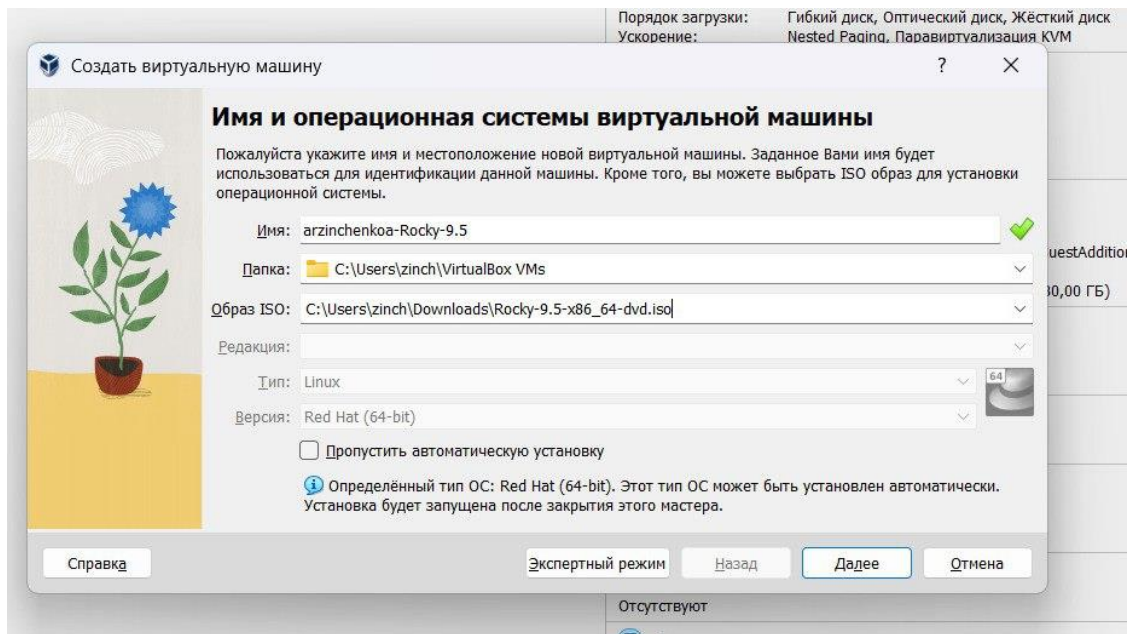 Порядок загрузки: Гибкий диск, Оптический диск, Жёсткий диск
Ускорение: Nested Paging, Паравиртуализация KVM
Создать виртуальную машину ?
Имя и операционная системы виртуальной машины
Пожалуйста укажите имя и местоположение новой виртуальной машины. Заданное Вами имя будет
использоваться для идентификации данной машины. Кроме того, вы можете выбрать ISO образ для установки
операционной системы.
Имя: arzinchenkoa-Rocky-9.5
Папка: C:\Users\zinch\VirtualBox VMs
uestAddition
Образ ISO: C:\Users\zinch\Downloads\Rocky-9.5-x86_64-dvd.iso
30,00 ГБ)
Редакция:
Тип: Linux
64
Версия: Red Hat (64-bit)
Пропустить автоматическую установку
Определённый тип ОС: Red Hat (64-bit). Этот тип ОС может быть установлен автоматически.
Установка будет запущена после закрытия этого мастера.
Справка Экспертный режим Назад Далее Отмена
Отсутствуют